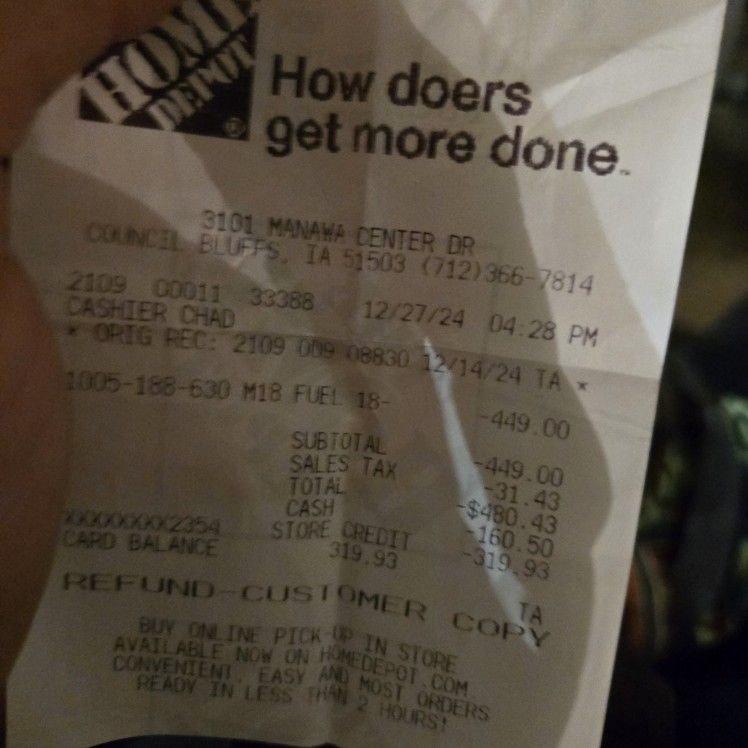 HOME
DEPOT®
How doers
get more done™
3101 MANAWA CENTER DR
COUNCIL BLUFFS, IA 51503 (712)366-7814
2109 00011 33388 12/27/24 04:28 PM
CASHIER CHAD
* ORIG REC: 2109 009 08830 12/14/24 TA *
1005-188-630 M18 FUEL 18- -449.00
SUBTOTAL -449.00
SALES TAX -31.43
TOTAL -$480.43
CASH -160.50
XXXXXXXXX2354 STORE CREDIT -319.93
CARD BALANCE 319.93
TA
REFUND-CUSTOMER COPY
BUY ONLINE PICK-UP IN STORE
AVAILABLE NOW ON HOMEDEPOT.COM
CONVENIENT, EASY AND MOST ORDERS
READY IN LESS THAN 2 HOURS!